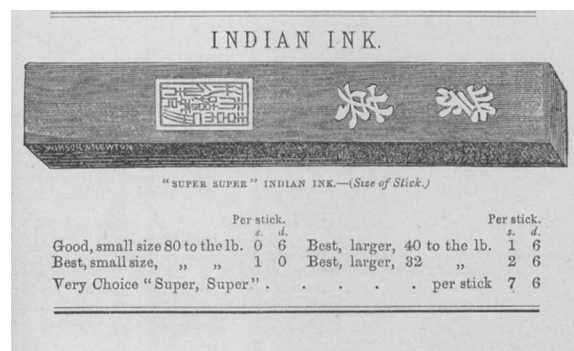 INDIAN INK.
WINSOR & NEWTON
"SUPER SUPER" INDIAN INK.—(Size of Stick.)
Per stick. Per stick.
s. d. s. d.
Good, small size 80 to the lb. 0 6 Best, larger, 40 to the lb. 1 6
Best, small size, „ „ 1 0 Best, larger, 32 „ 2 6
Very Choice "Super, Super" . . . . . per stick 7 6